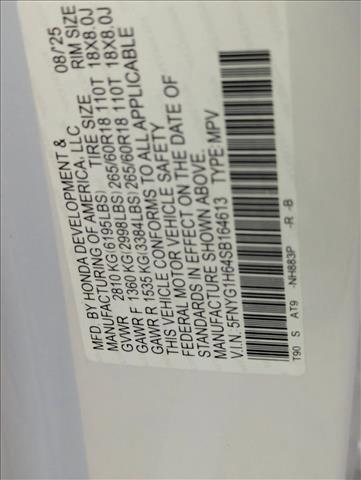 MFD. BY HONDA DEVELOPMENT & 08/'25
MANUFACTURING OF AMERICA, LLC RIM SIZE
GVWR 2810 KG(6195LBS) TIRE SIZE 18X8.0J
GAWR F 1360 KG(2998LBS) 265/60R18 110T 18X8.0J
GAWR R 1535 KG(3384LBS) 265/60R18 110T
THIS VEHICLE CONFORMS TO ALL APPLICABLE
FEDERAL MOTOR VEHICLE SAFETY
STANDARDS IN EFFECT ON THE DATE OF
MANUFACTURE SHOWN ABOVE.
V.I.N.: 5FNYG1H64SB164613 TYPE: MPV
T90 S AT9 -NH883P -R -B